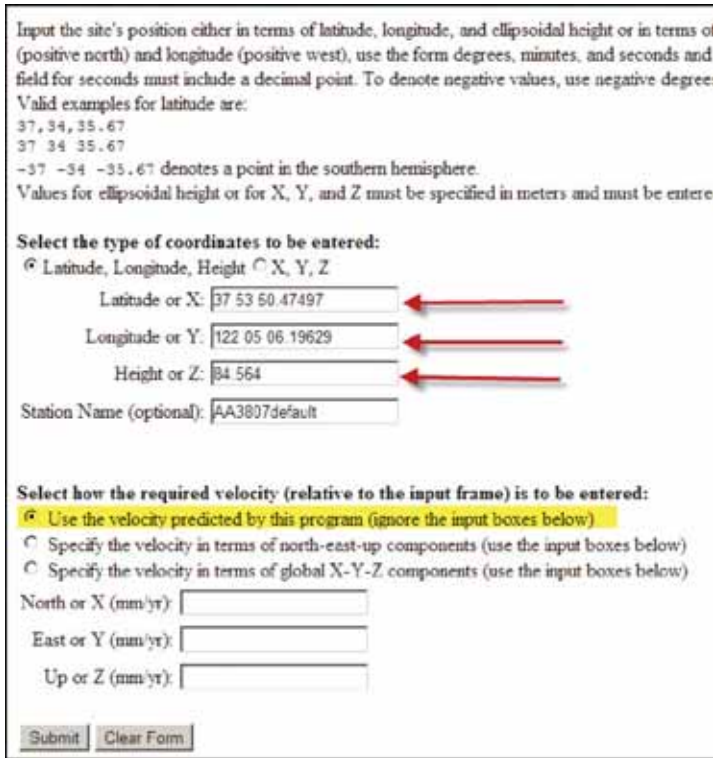 Input the site's position either in terms of latitude, longitude, and ellipsoidal height or in terms of
(positive north) and longitude (positive west), use the form degrees, minutes, and seconds and
field for seconds must include a decimal point. To denote negative values, use negative degree
Valid examples for latitude are:
37,34,35.67
37 34 35.67
-37 -34 -35.67 denotes a point in the southern hemisphere.
Values for ellipsoidal height or for X, Y, and Z must be specified in meters and must be entere
Select the type of coordinates to be entered:
Latitude, Longitude, Height X, Y, Z
Latitude or X: 37 53 50.47497
Longitude or Y: 122 05 06.19629
Height or Z: 84.564
Station Name (optional): AA3807default
Select how the required velocity (relative to the input frame) is to be entered:
Use the velocity predicted by this program (ignore the input boxes below)
Specify the velocity in terms of north-east-up components (use the input boxes below)
Specify the velocity in terms of global X-Y-Z components (use the input boxes below)
North or X (mm/yr):
East or Y (mm/yr):
Up or Z (mm/yr):
Submit Clear Form